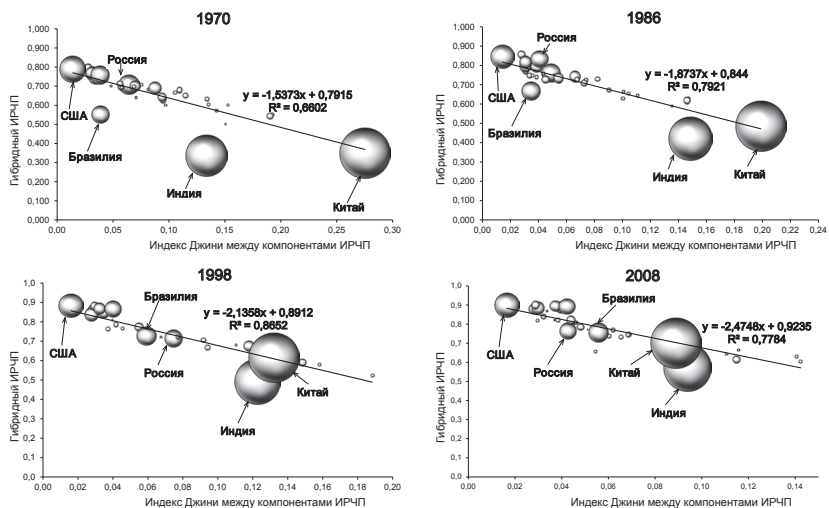 1970
1,000
0,900
0,800
0,700
0,600
0,500
0,400
0,300
0,200
0,100
0,000
Гибридный ИРЧП
Россия
США
Бразилия
Индия
Китай
y = -1,5373x + 0,7915
R² = 0,6602
0,00 0,05 0,10 0,15 0,20 0,25 0,30
Индекс Джини между компонентами ИРЧП
1986
1,000
0,900
0,800
0,700
0,600
0,500
0,400
0,300
0,200
0,100
0,000
Гибридный ИРЧП
Россия
США
Бразилия
Индия
Китай
y = -1,8737x + 0,844
R² = 0,7921
0,00 0,02 0,04 0,06 0,08 0,10 0,12 0,14 0,16 0,18 0,20 0,22 0,24
Индекс Джини между компонентами ИРЧП
1998
1,0
0,9
0,8
0,7
0,6
0,5
0,4
0,3
0,2
0,1
0,0
Гибридный ИРЧП
Бразилия
США
Россия
Китай
Индия
y = -2,1358x + 0,8912
R² = 0,8652
0,00 0,02 0,04 0,06 0,08 0,10 0,12 0,14 0,16 0,18 0,20
Индекс Джини между компонентами ИРЧП
2008
1,0
0,9
0,8
0,7
0,6
0,5
0,4
0,3
0,2
0,1
0,0
Гибридный ИРЧП
Бразилия
США
Россия
Китай
Индия
y = -2,4748x + 0,9235
R² = 0,7784
0,00 0,02 0,04 0,06 0,08 0,10 0,12 0,14
Индекс Джини между компонентами ИРЧП